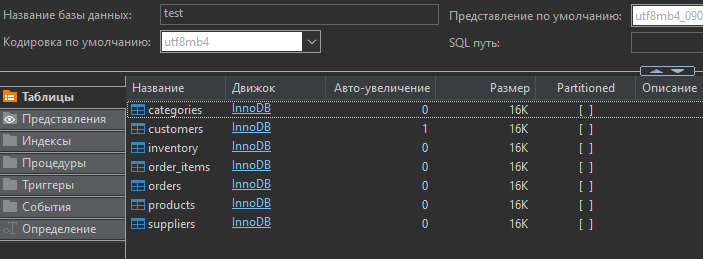 Название базы данных: test Представление по умолчанию: utf8mb4_090
Кодировка по умолчанию: utf8mb4 SQL путь:
Таблицы
Представления
Индексы
Процедуры
Триггеры
События
Определение
Название Движок Авто-увеличение Размер Partitioned Описание
categories InnoDB 0 16K [ ]
customers InnoDB 1 16K [ ]
inventory InnoDB 0 16K [ ]
order_items InnoDB 0 16K [ ]
orders InnoDB 0 16K [ ]
products InnoDB 0 16K [ ]
suppliers InnoDB 0 16K [ ]